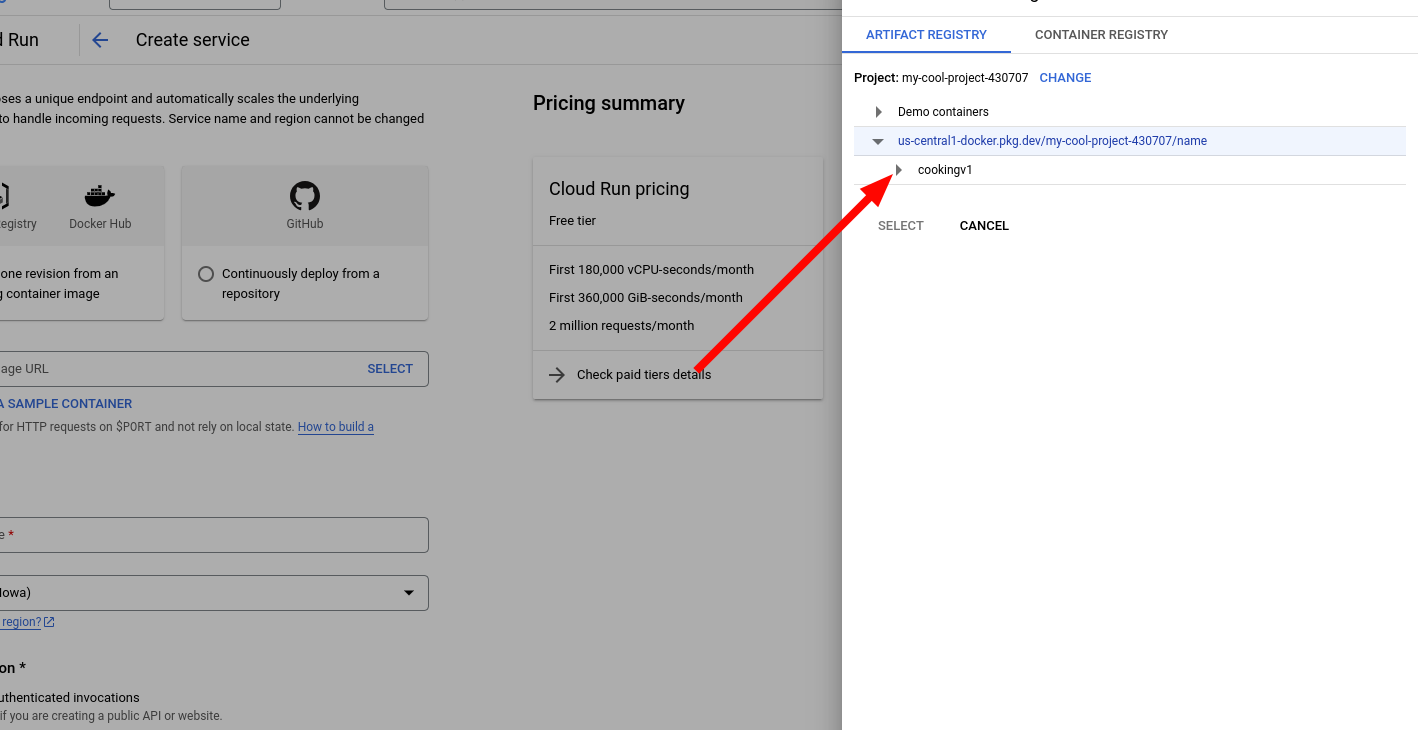 ARTIFACT REGISTRY
CONTAINER REGISTRY
d Run
Create service
Project: my-cool-project-430707 CHANGE
oses a unique endpoint and automatically scales the underlying
to handle incoming requests. Service name and region cannot be changed
Pricing summary
Demo containers
us-central1-docker.pkg.dev/my-cool-project-430707/name
cookingv1
SELECT
CANCEL
egistry
Docker Hub
GitHub
one revision from an
g container image
Continuously deploy from a
repository
Cloud Run pricing
Free tier
First 180,000 vCPU-seconds/month
First 360,000 GiB-seconds/month
2 million requests/month
Check paid tiers details
age URL
SELECT
A SAMPLE CONTAINER
for HTTP requests on $PORT and not rely on local state. How to build a
e *
Iowa)
region?
on *
uthenticated invocations
if you are creating a public API or website.